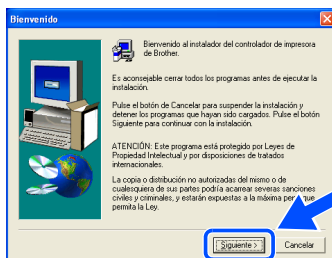 Bienvenido
Bienvenido al instalador del controlador de impresora
de Brother.
Es aconsejable cerrar todos los programas antes de ejecutar la
instalación.
Pulse el botón de Cancelar para suspender la instalación y
detener los programas que hayan sido cargados. Pulse el botón
Siguiente para continuar con la instalación.
ATENCIÓN: Este programa está protegido por Leyes de
Propiedad Intelectual y por disposiciones de tratados
internacionales.
La copia o distribución no autorizadas del mismo o de
cualesquiera de sus partes podría acarrear severas sanciones
civiles y criminales, y estarán expuestas a la máxima pena que
permita la Ley.
Siguiente >
Cancelar